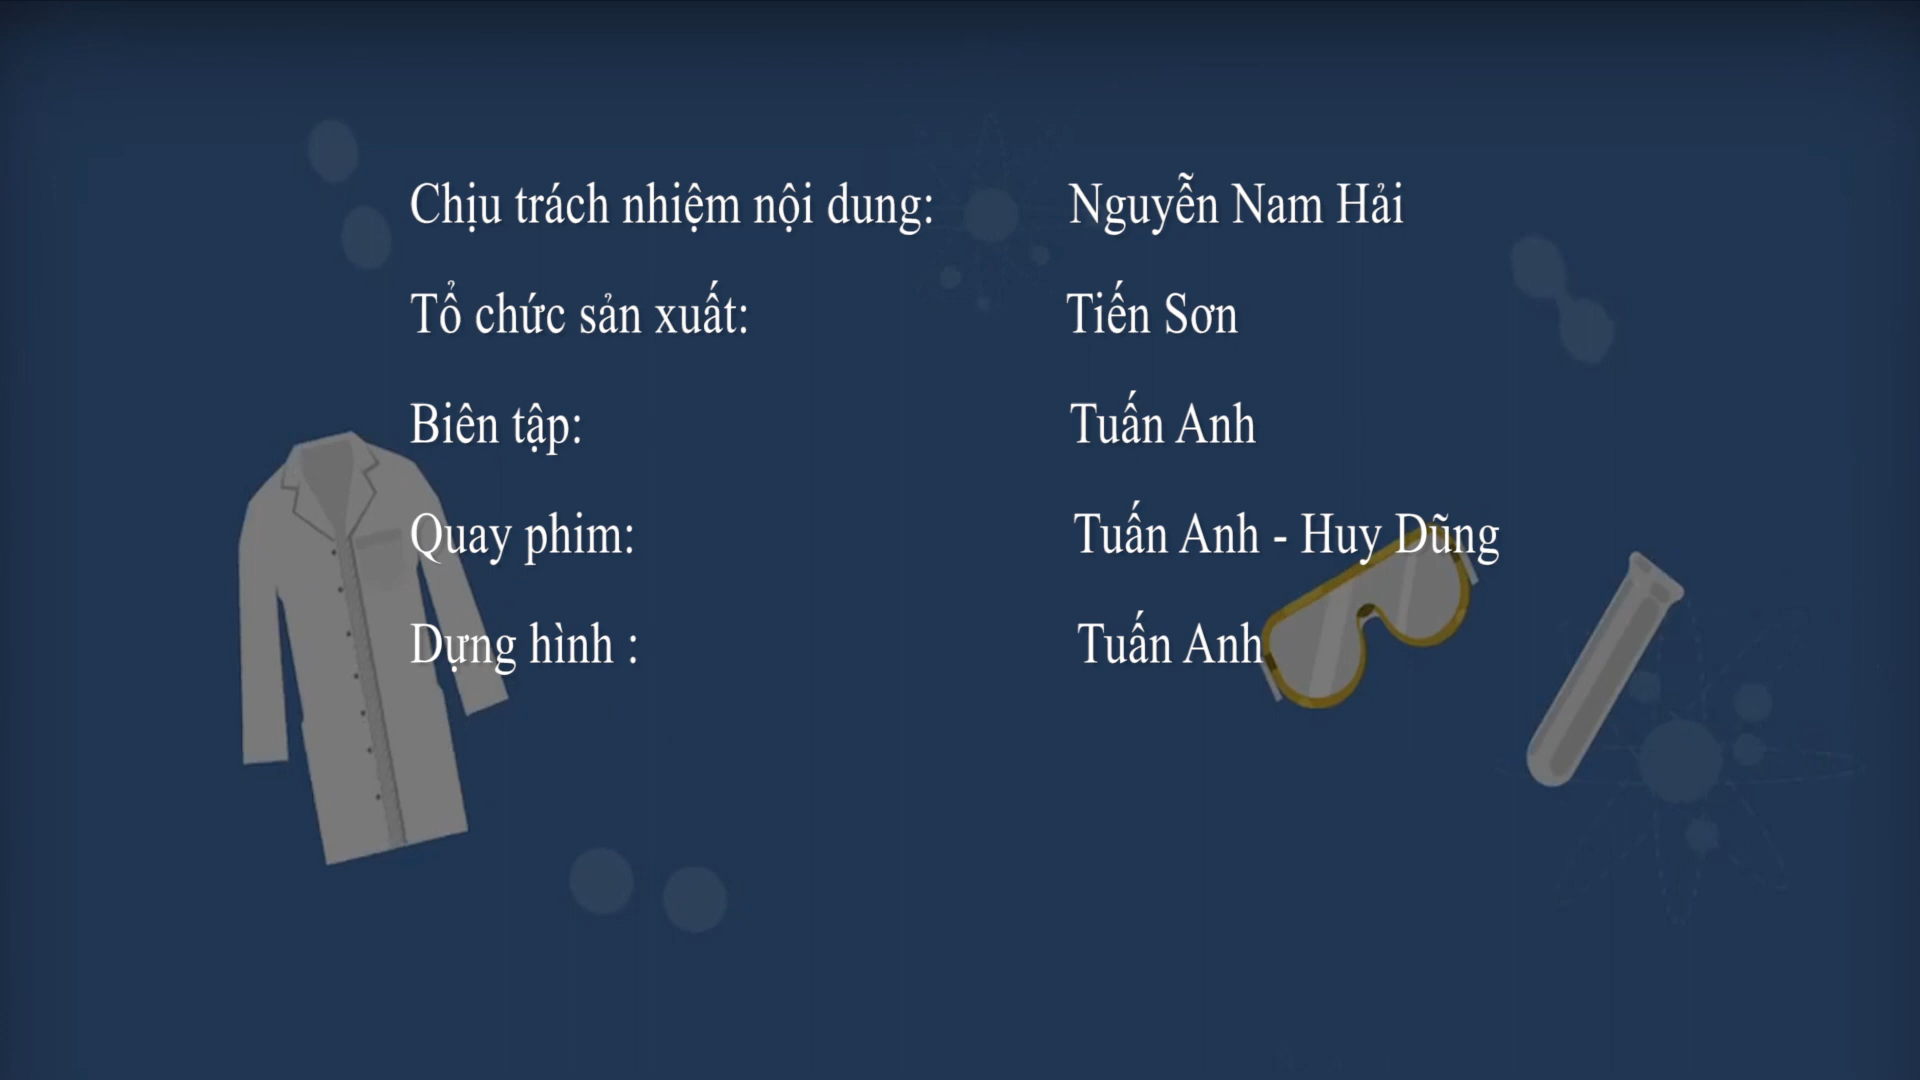 Chịu trách nhiệm nội dung: Nguyễn Nam Hải
Tổ chức sản xuất: Tiến Sơn
Biên tập: Tuấn Anh
Quay phim: Tuấn Anh - Huy Dũng
Dựng hình : Tuấn Anh